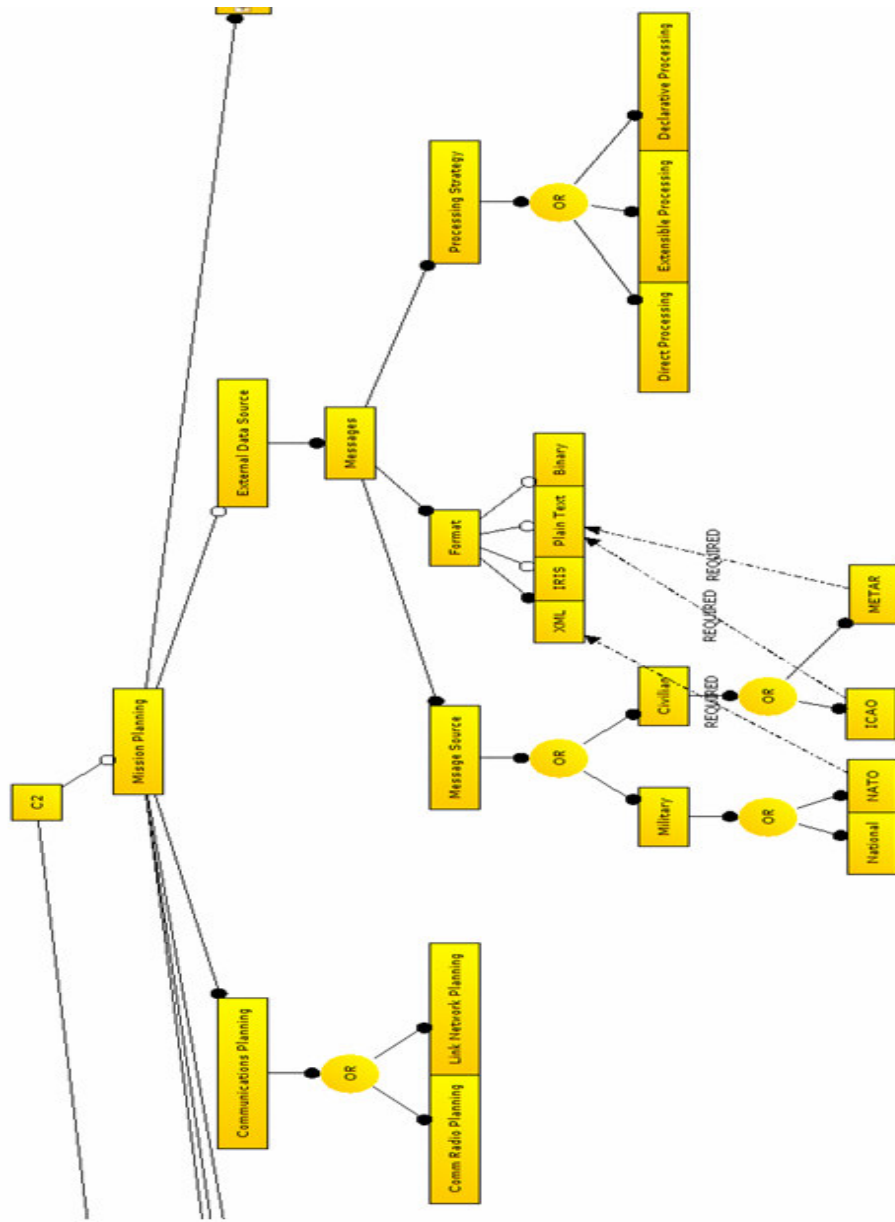 C2
Mission Planning
Communications Planning
External Data Source
OR
Messages
Comm Radio Planning
Link Network Planning
Message Source
Format
Processing Strategy
OR
XML
IRIS
Plain Text
Binary
OR
Military
Civilian
Direct Processing
Extensible Processing
Declarative Processing
REQUIRED
REQUIRED
REQUIRED
OR
OR
National
NATO
ICAO
METAR